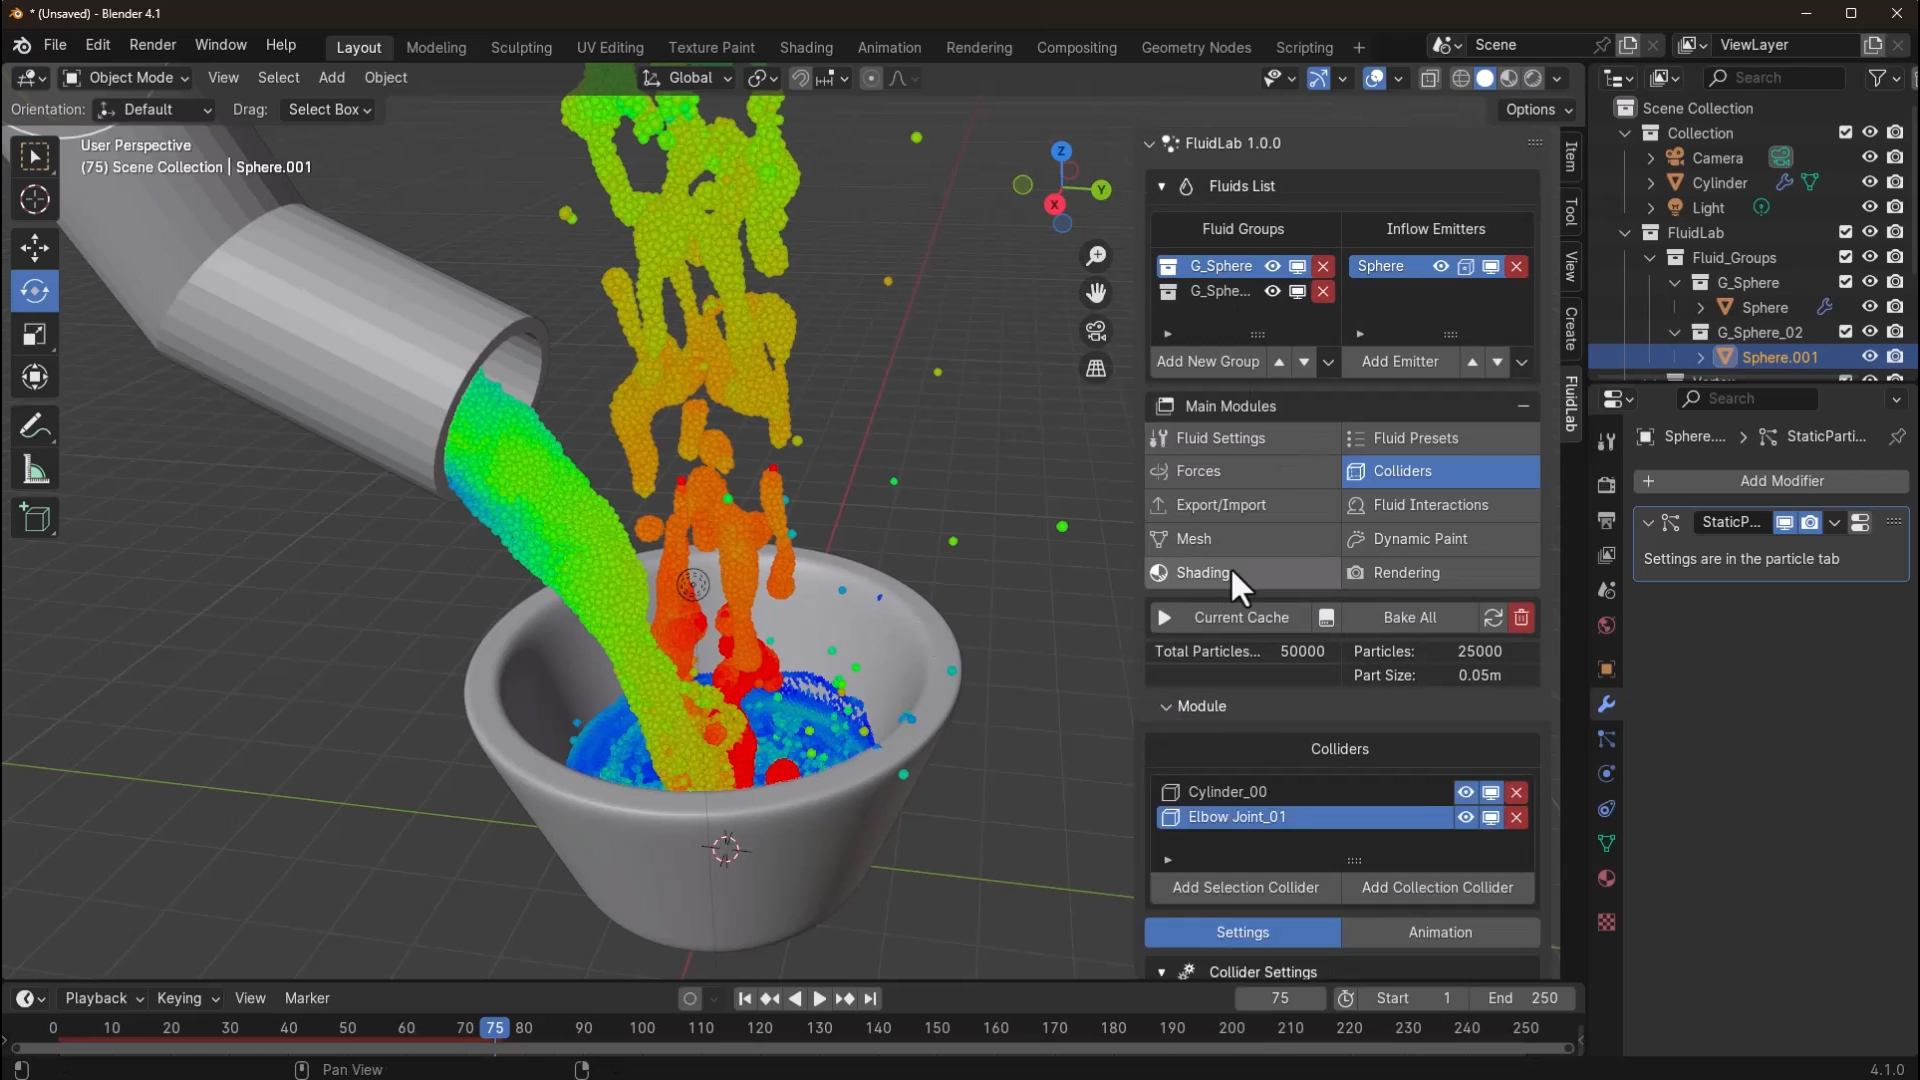 * (Unsaved) - Blender 4.1
File Edit Render Window Help Layout Modeling Sculpting UV Editing Texture Paint Shading Animation Rendering Compositing Geometry Nodes Scripting + Scene ViewLayer
Object Mode View Select Add Object Global Search
Orientation: Default Drag: Select Box Options
User Perspective
(75) Scene Collection | Sphere.001
Z
Y
X
FluidLab 1.0.0
Fluids List
Fluid Groups Inflow Emitters
G_Sphere Sphere
G_Sphe...
Add New Group Add Emitter
Main Modules
Fluid Settings Fluid Presets
Forces Colliders
Export/Import Fluid Interactions
Mesh Dynamic Paint
Shading Rendering
Current Cache Bake All
Total Particles... 50000 Particles: 25000
Part Size: 0.05m
Module
Colliders
Cylinder_00
Elbow Joint_01
Add Selection Collider Add Collection Collider
Settings Animation
Collider Settings
Item
Tool
View
Create
FluidLab
Scene Collection
Collection
Camera
Cylinder
Light
FluidLab
Fluid_Groups
G_Sphere
Sphere
G_Sphere_02
Sphere.001
Search
Sphere.... StaticParti...
Add Modifier
StaticP...
Settings are in the particle tab
Playback Keying View Marker 75 Start 1 End 250
0 10 20 30 40 50 60 70 75 80 90 100 110 120 130 140 150 160 170 180 190 200 210 220 230 240 250
Pan View 4.1.0